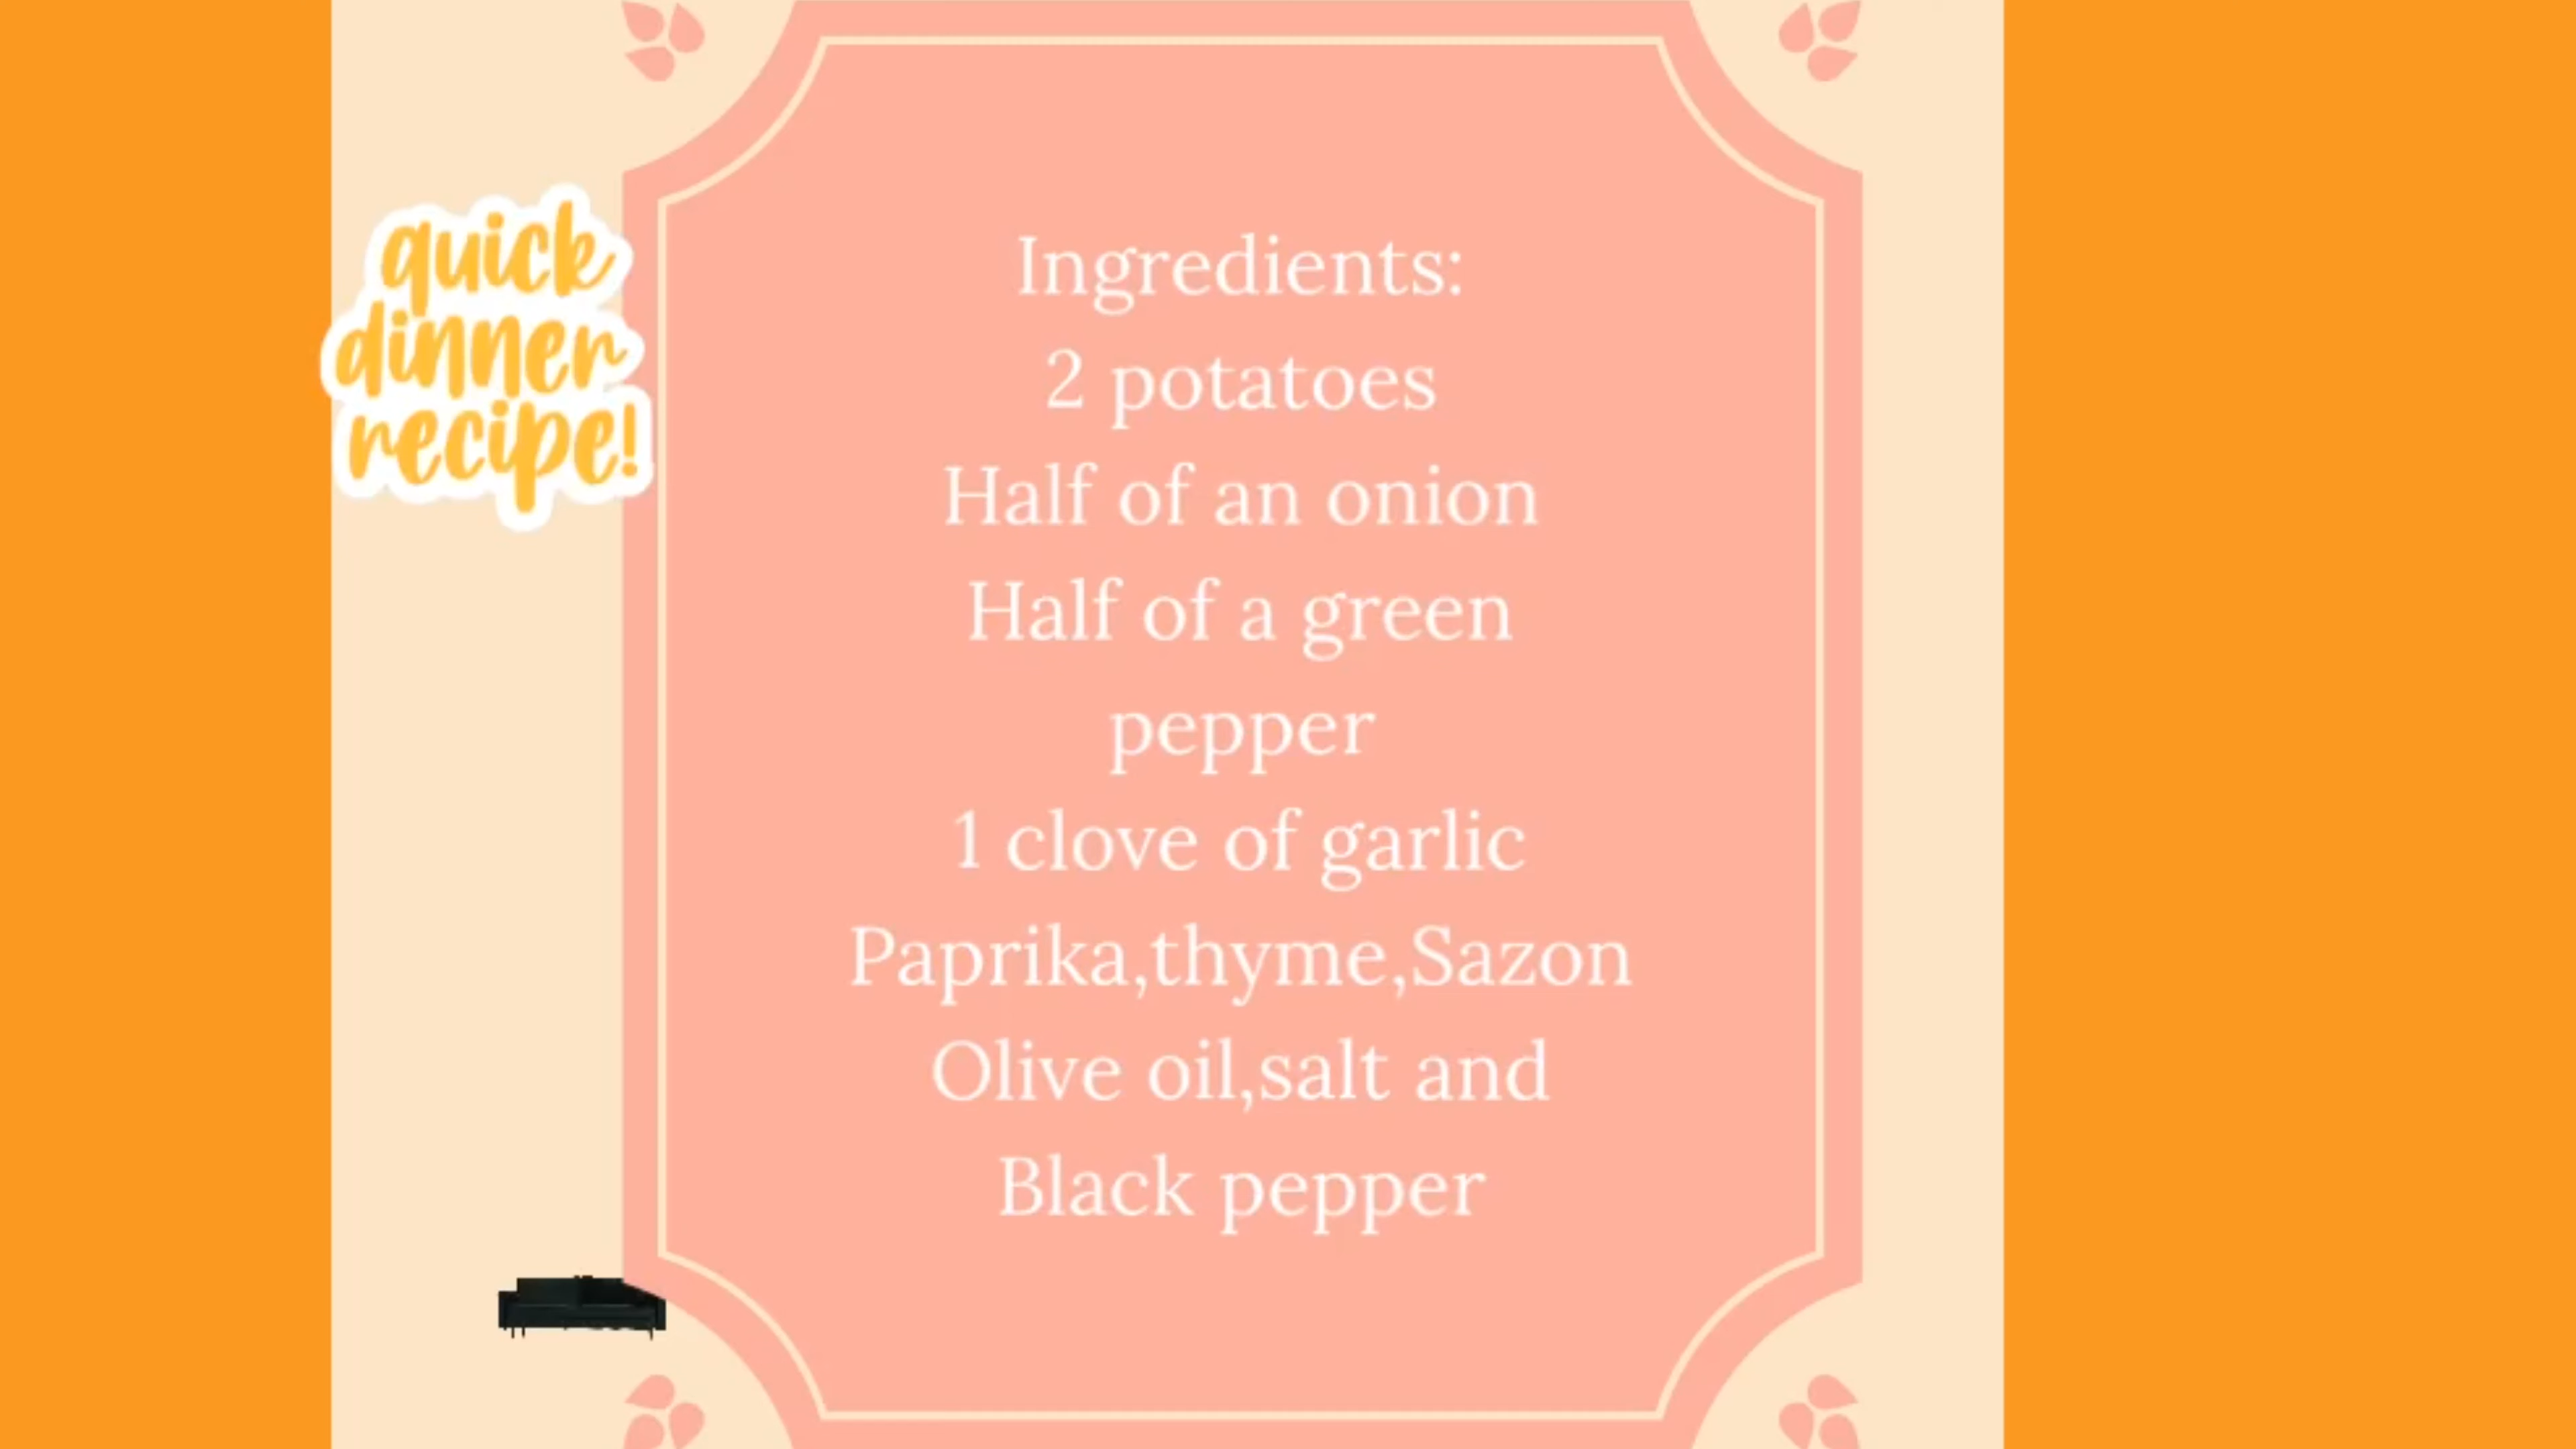 quick
dinner
recipe!
Ingredients:
2 potatoes
Half of an onion
Half of a green
pepper
1 clove of garlic
Paprika,thyme,Sazon
Olive oil,salt and
Black pepper